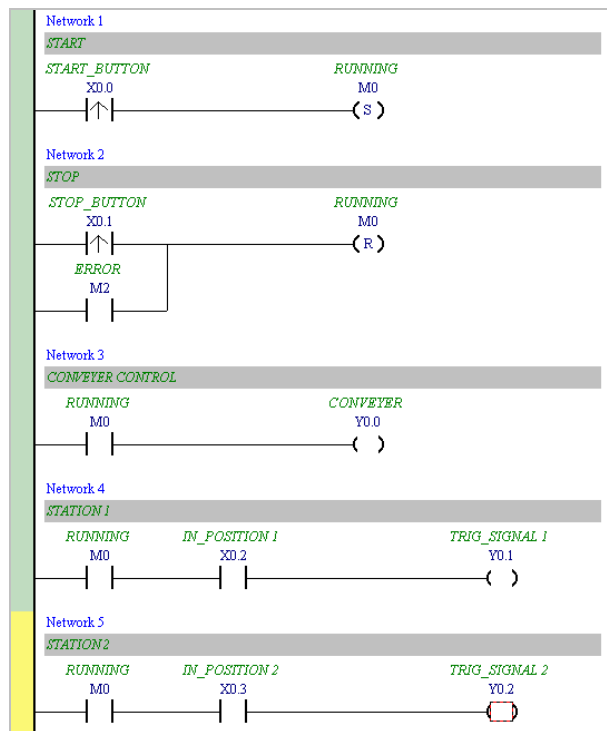 Network 1
START
START_BUTTON RUNNING
X0.0 M0
S
Network 2
STOP
STOP_BUTTON RUNNING
X0.1 M0
R
ERROR
M2
Network 3
CONVEYER CONTROL
RUNNING CONVEYER
M0 Y0.0
Network 4
STATION 1
RUNNING IN_POSITION 1 TRIG_SIGNAL 1
M0 X0.2 Y0.1
Network 5
STATION2
RUNNING IN_POSITION 2 TRIG_SIGNAL 2
M0 X0.3 Y0.2